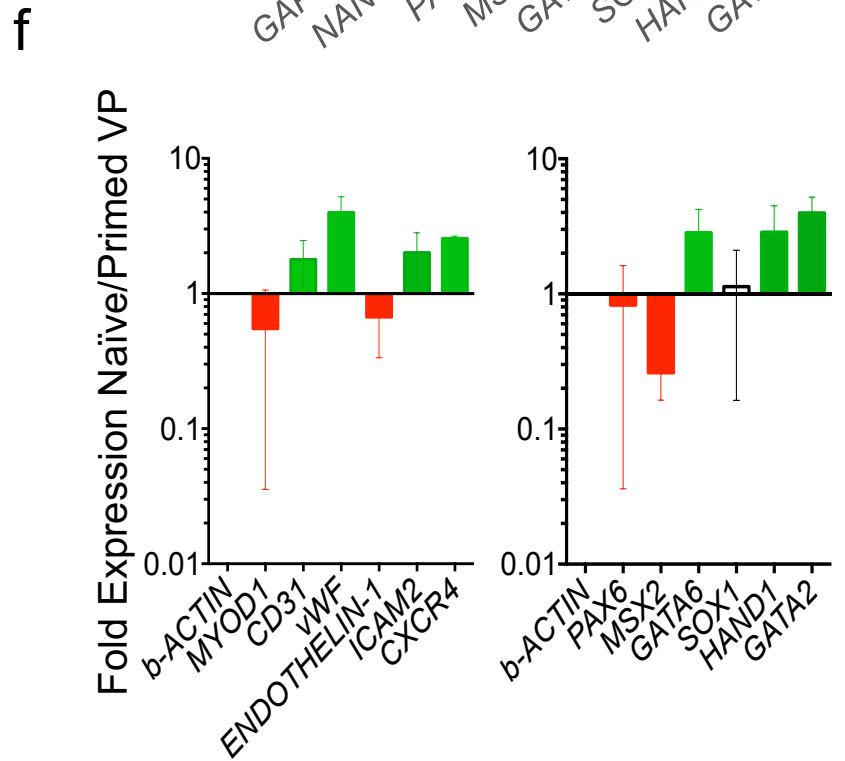 f
Fold Expression Naïve/Primed VP
10
1
0.1
0.01
b-ACTIN
MYOD1
CD31
vWF
ENDOTHELIN-1
ICAM2
CXCR4
10
1
0.1
0.01
b-ACTIN
PAX6
MSX2
GATA6
SOX1
HAND1
GATA2